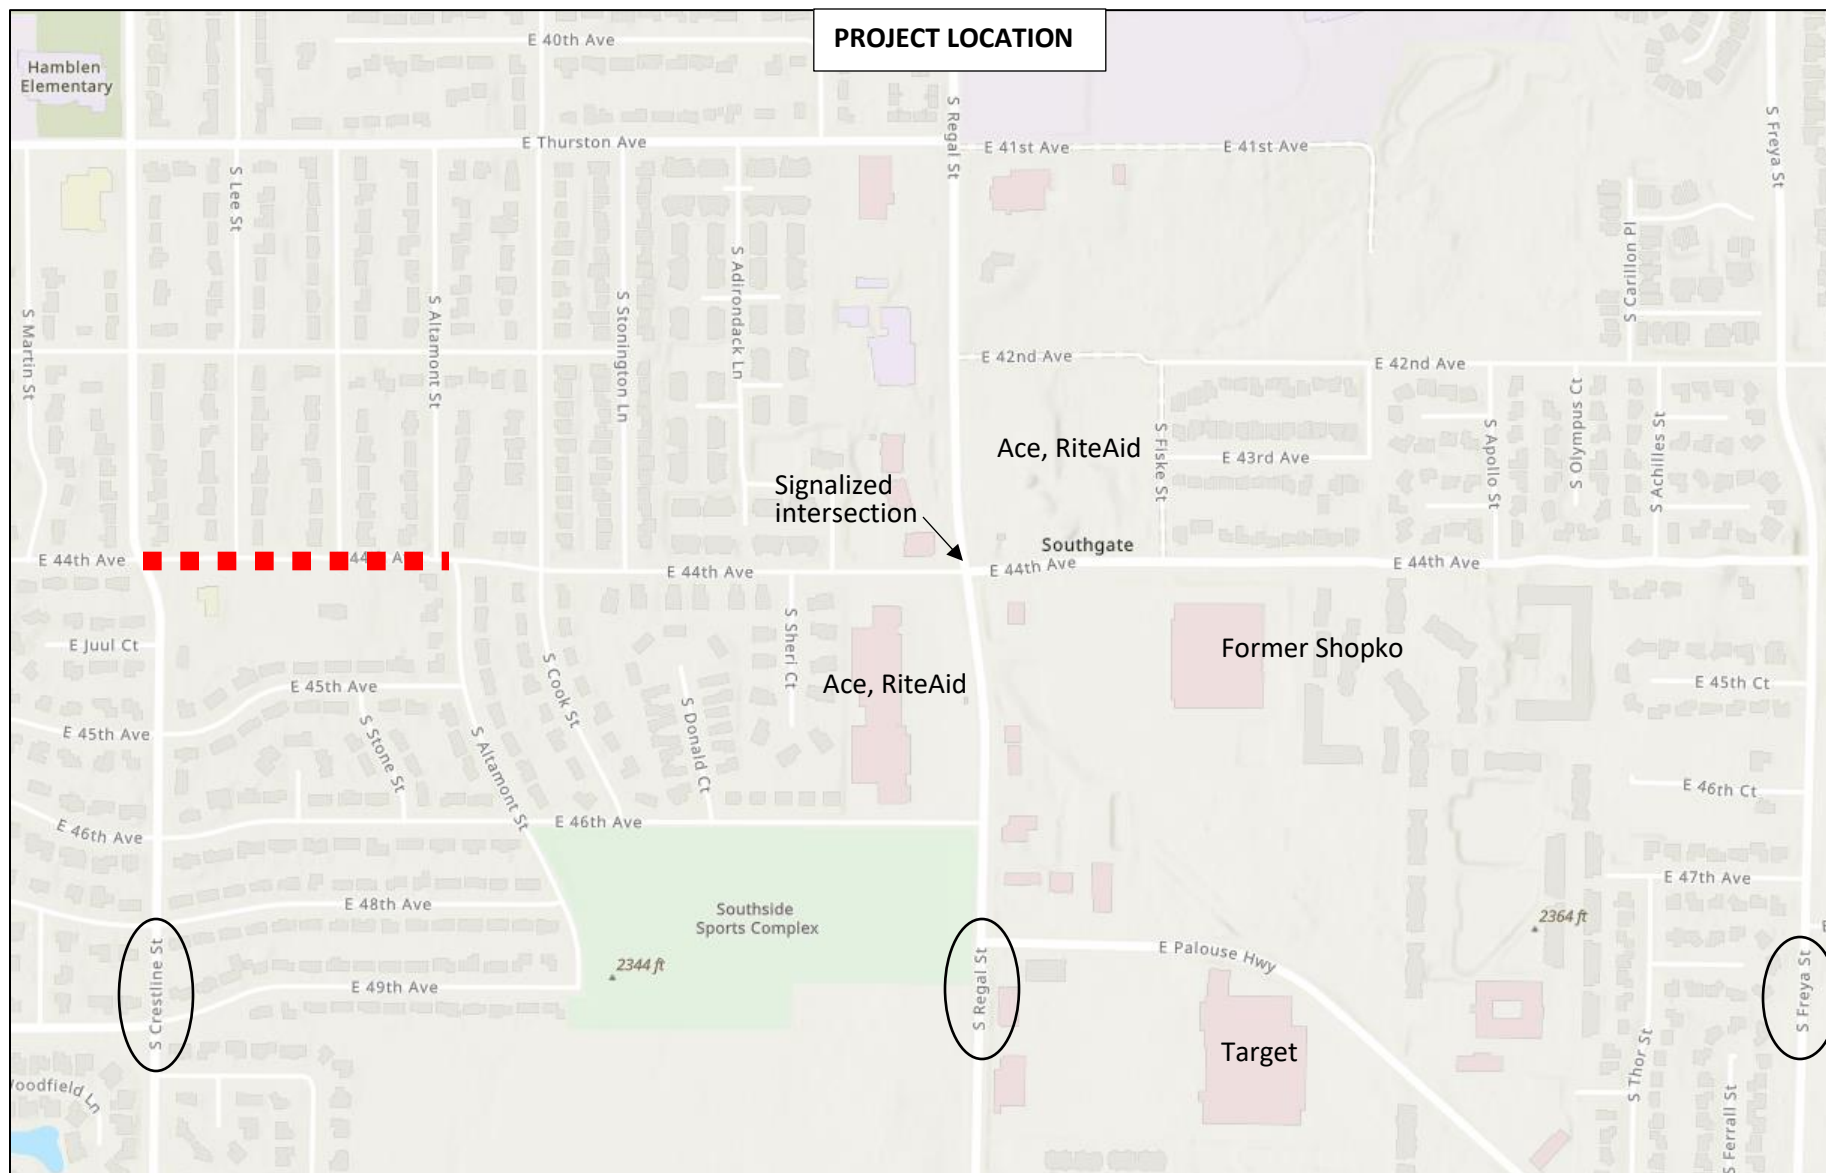 PROJECT LOCATION
E 40th Ave
Hamblen
Elementary
S Regal St
S Freya St
E Thurston Ave
E 41st Ave
E 41st Ave
S Lee St
S Martin St
S Altamont St
S Stonington Ln
S Adirondack Ln
S Carillon Pl
E 42nd Ave
E 42nd Ave
S Fiske St
S Apollo St
S Olympus Ct
S Achilles St
Ace, RiteAid
E 43rd Ave
Signalized
intersection
Southgate
E 44th Ave
E 44th Ave
E 44th Ave
E 44th Ave
E Juul Ct
S Sheri Ct
Former Shopko
E 45th Ave
S Cook St
Ace, RiteAid
E 45th Ct
S Donald Ct
E 45th Ave
S Stone St
S Altamont St
E 46th Ct
E 46th Ave
E 46th Ave
E 47th Ave
E 48th Ave
Southside
Sports Complex
2364 ft
S Crestline St
2344 ft
S Regal St
E Palouse Hwy
S Freya St
E 49th Ave
Target
S Thor St
oodfield Ln
S Ferrall St